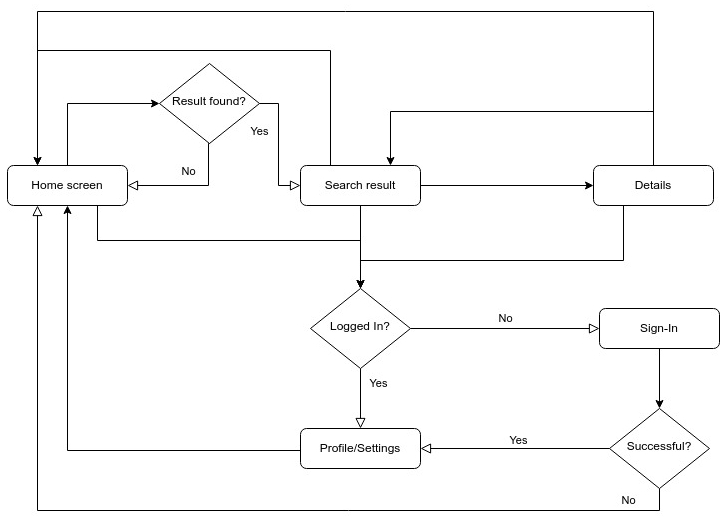 Result found?
Yes
No
Home screen
Search result
Details
Logged In?
No
Sign-In
Yes
Profile/Settings
Yes
Successful?
No